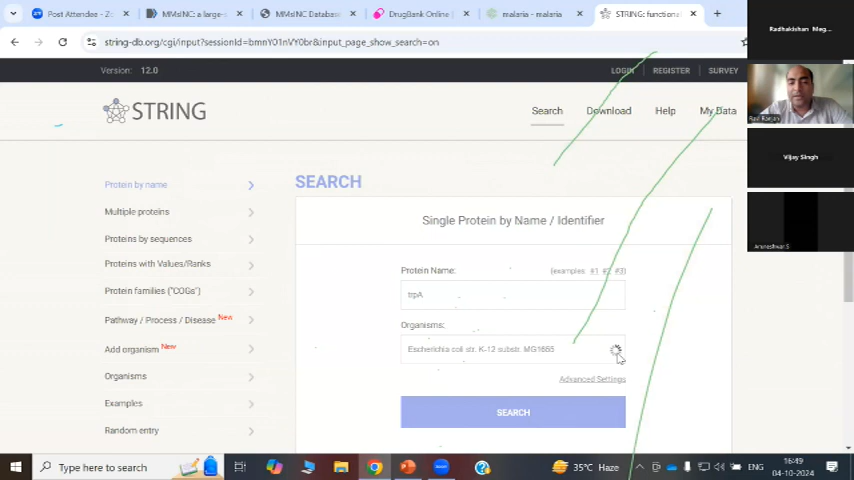 Post Attendee - Z
MMsINC: a large-s
MMsINC Databas
DrugBank Online |
malaria - malaria
STRING: function
string-db.org/cgi/input?sessionId=bmnY01nVY0br&input_page_show_search=on
Version: 12.0
LOGIN REGISTER SURVEY
STRING
Search Download Help My Data
Protein by name
Multiple proteins
Proteins by sequences
Proteins with Values/Ranks
Protein families ("COGs")
Pathway / Process / Disease New
Add organism New
Organisms
Examples
Random entry
SEARCH
Single Protein by Name / Identifier
Protein Name: (examples: #1 #2 #3)
trpA
Organisms:
Escherichia coli str. K-12 substr. MG1655
Advanced Settings
SEARCH
Radhakishan Meg...
Ravi Ranjan
Vijay Singh
Type here to search
35°C Haze
ENG
16:49
04-10-2024